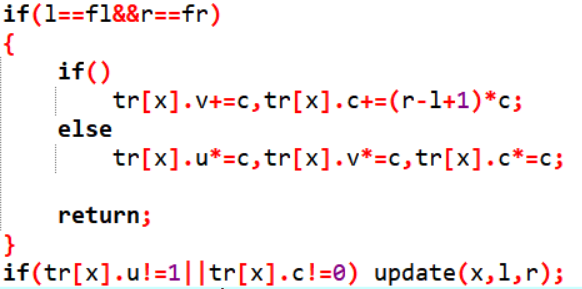 if(l==fl&&r==fr)
{
if()
tr[x].v+=c,tr[x].c+=(r-l+1)*c;
else
tr[x].u*=c,tr[x].v*=c,tr[x].c*=c;
return;
}
if(tr[x].u!=1||tr[x].c!=0) update(x,l,r);